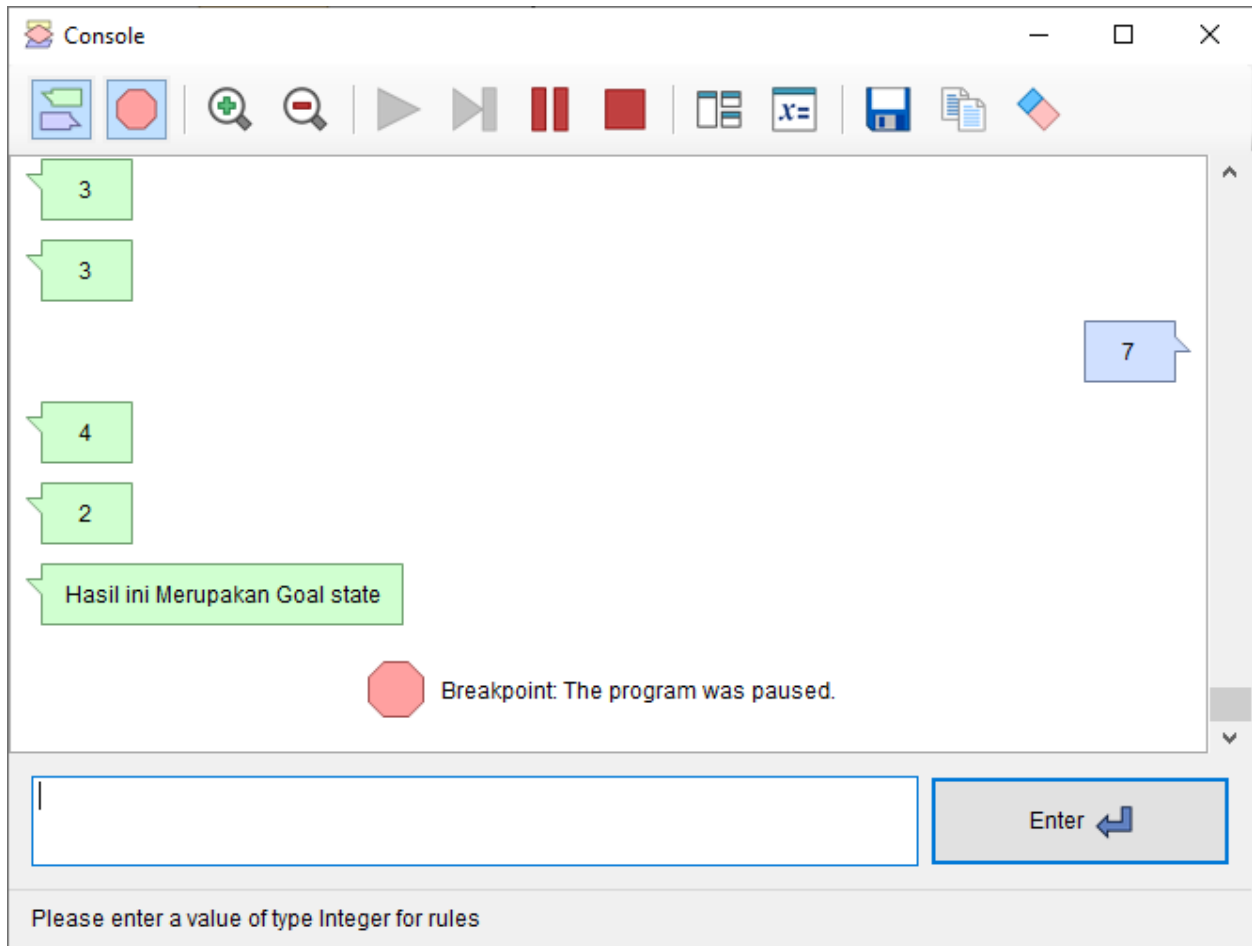 Console
x=
3
3
7
4
2
Hasil ini Merupakan Goal state
Breakpoint: The program was paused.
Enter
Please enter a value of type Integer for rules